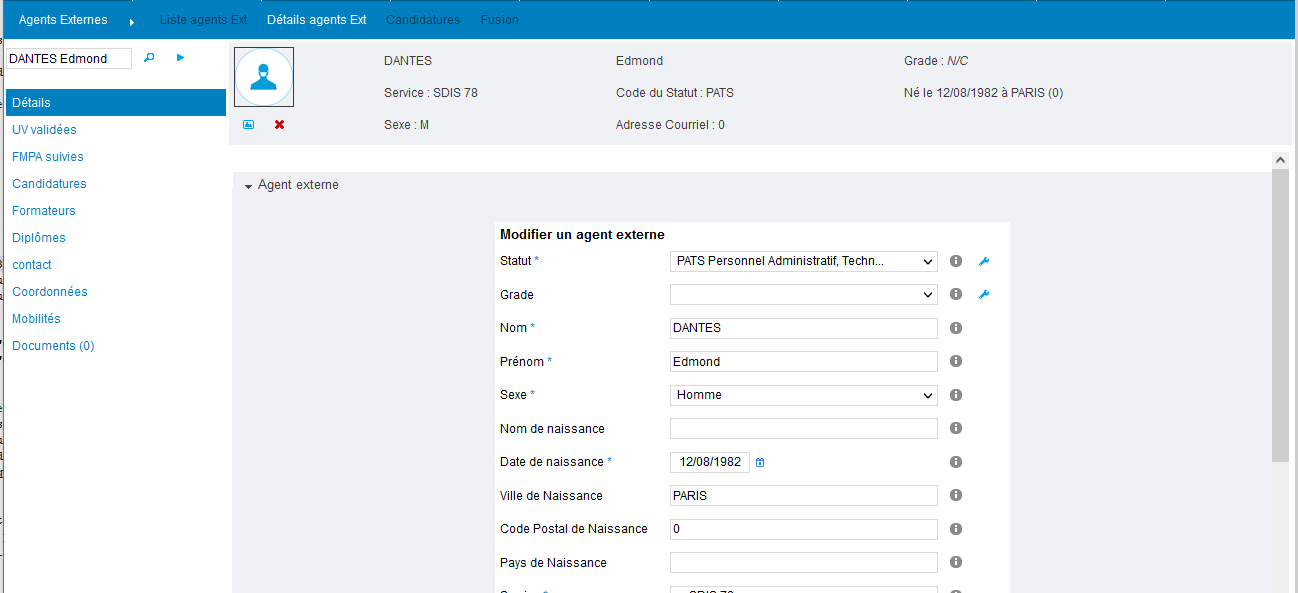 Agents Externes Liste agents Ext Détails agents Ext Candidatures Fusion
DANTES Edmond
Détails
UV validées
FMPA suivies
Candidatures
Formateurs
Diplômes
contact
Coordonnées
Mobilités
Documents (0)
DANTES Edmond Grade : N/C
Service : SDIS 78 Code du Statut : PATS Né le 12/08/1982 à PARIS (0)
Sexe : M Adresse Courriel : 0
Agent externe
Modifier un agent externe
Statut * PATS Personnel Administratif, Techn...
Grade
Nom * DANTES
Prénom * Edmond
Sexe * Homme
Nom de naissance
Date de naissance * 12/08/1982
Ville de Naissance PARIS
Code Postal de Naissance 0
Pays de Naissance